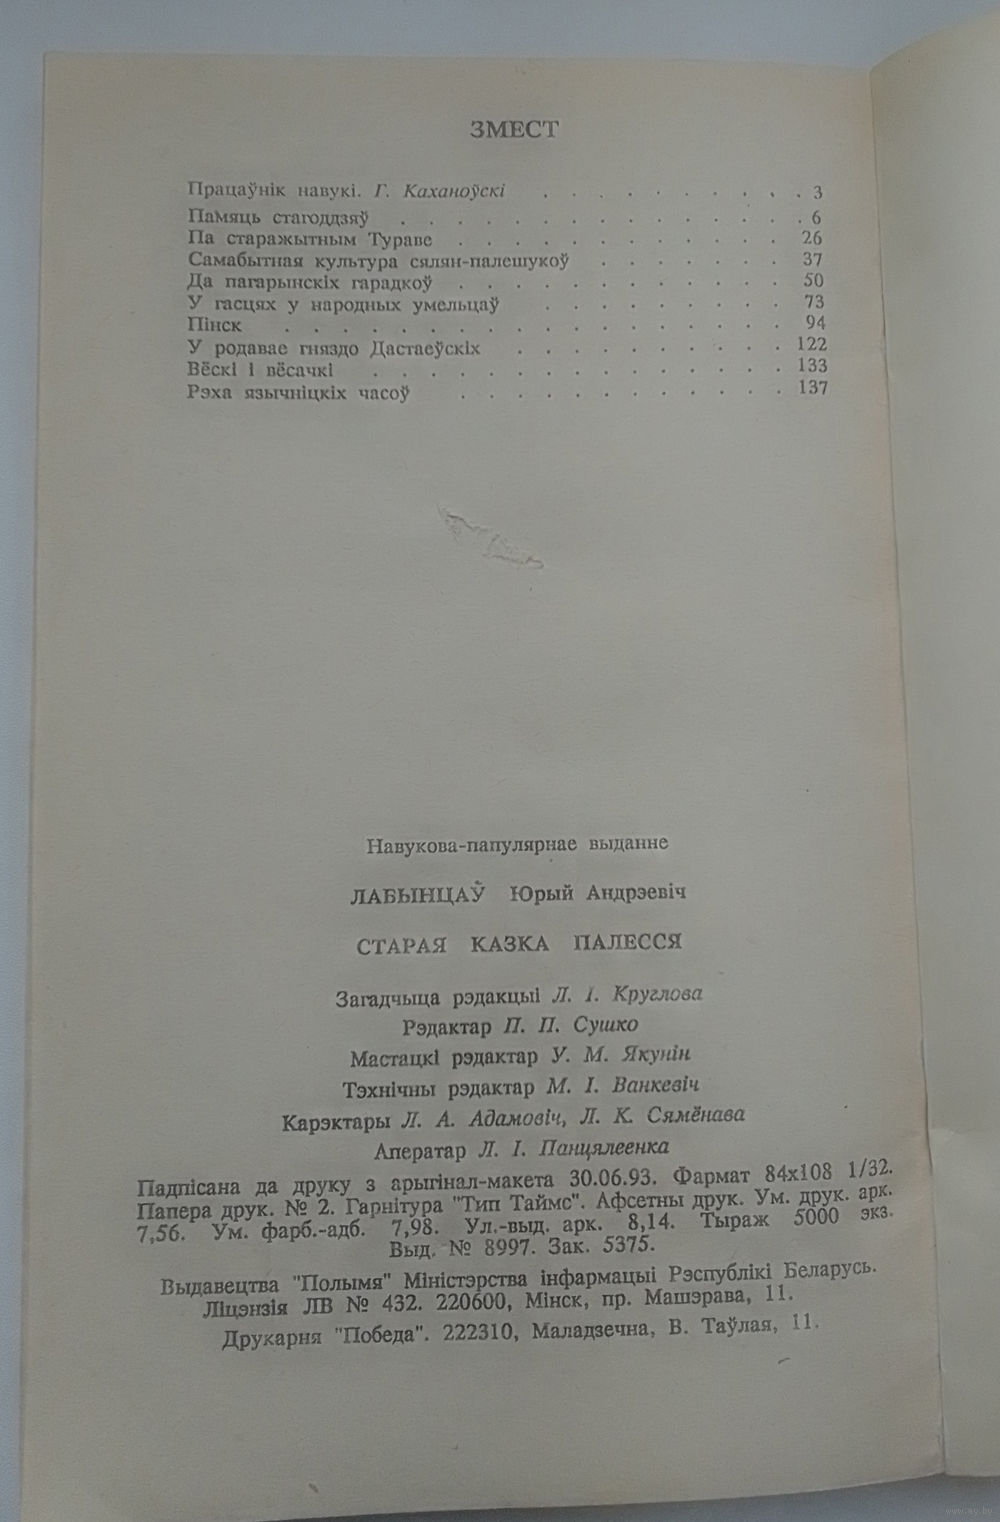 ЗМЕСТ
Працаўнік навукі. Г. Каханоўскі . . . . . . . . . . 3
Памяць стагоддзяў . . . . . . . . . . . . . . . 6
Па старажытным Тураве . . . . . . . . . . . . 26
Самабытная культура сялян-палешукоў . . . . . . . 37
Да пагарынскіх гарадкоў . . . . . . . . . . . . 50
У гасцях у народных умельцаў . . . . . . . . . 73
Пінск . . . . . . . . . . . . . . . . . . 94
У родавае гняздо Дастаеўскіх . . . . . . . . . . 122
Вёскі і вёсачкі . . . . . . . . . . . . . . . 133
Рэха язычніцкіх часоў . . . . . . . . . . . . 137
Навукова-папулярнае выданне
ЛАБЫНЦАЎ Юрый Андрэевіч
СТАРАЯ КАЗКА ПАЛЕССЯ
Загадчыца рэдакцыі Л. І. Круглова
Рэдактар П. П. Сушко
Мастацкі рэдактар У. М. Якунін
Тэхнічны рэдактар М. І. Ванкевіч
Карэктары Л. А. Адамовіч, Л. К. Сямёнава
Аператар Л. І. Панцялеенка
Падпісана да друку з арыгінал-макета 30.06.93. Фармат 84х108 1/32.
Папера друк. № 2. Гарнітура "Тип Таймс". Афсетны друк. Ум. друк. арк.
7,56. Ум. фарб.-адб. 7,98. Ул.-выд. арк. 8,14. Тыраж 5000 экз.
Выд. № 8997. Зак. 5375.
Выдавецтва "Полымя" Міністэрства інфармацыі Рэспублікі Беларусь.
Ліцэнзія ЛВ № 432. 220600, Мінск, пр. Машэрава, 11.
Друкарня "Победа". 222310, Маладзечна, В. Таўлая, 11.
www.ay.by